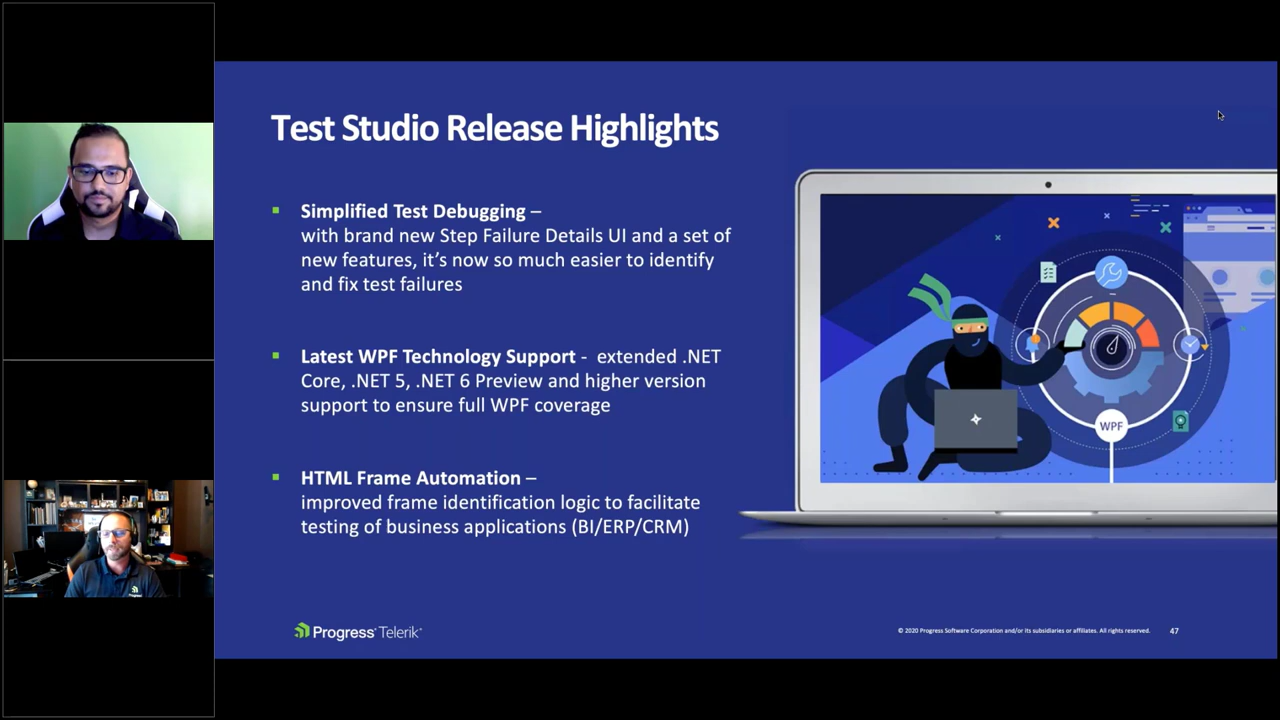 Test Studio Release Highlights
Simplified Test Debugging –
with brand new Step Failure Details UI and a set of
new features, it’s now so much easier to identify
and fix test failures
Latest WPF Technology Support - extended .NET
Core, .NET 5, .NET 6 Preview and higher version
support to ensure full WPF coverage
HTML Frame Automation –
improved frame identification logic to facilitate
testing of business applications (BI/ERP/CRM)
WPF
Progress Telerik
© 2020 Progress Software Corporation and/or its subsidiaries or affiliates. All rights reserved.
47